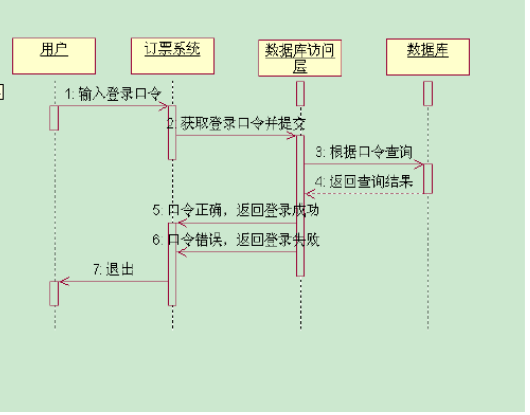 用户
订票系统
数据库访问
层
数据库
1: 输入登录口令
2: 获取登录口令并提交
3: 根据口令查询
4: 返回查询结果
5: 口令正确，返回登录成功
6: 口令错误，返回登录失败
7: 退出